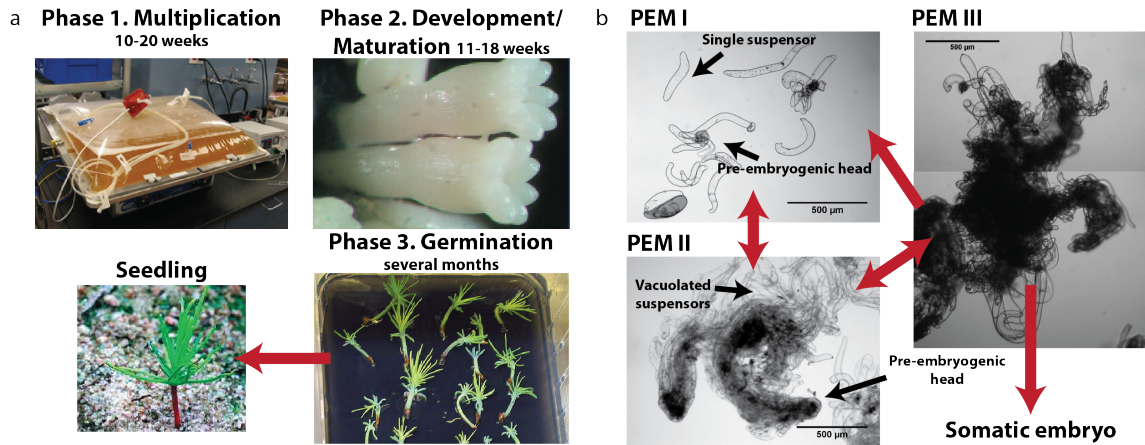 a
Phase 1. Multiplication
10-20 weeks
Phase 2. Development/
Maturation 11-18 weeks
Phase 3. Germination
several months
Seedling
b
PEM I
Single suspensor
Pre-embryogenic head
500 µm
PEM II
Vacuolated
suspensors
Pre-embryogenic
head
500 µm
PEM III
500 µm
Somatic embryo